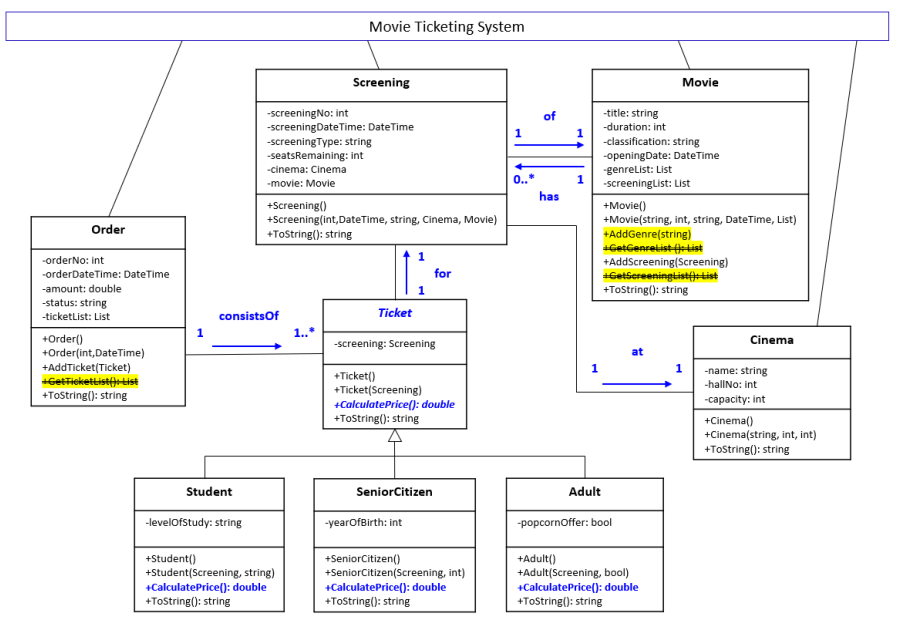 Movie Ticketing System
Screening
-screeningNo: int
-screeningDateTime: DateTime
-screeningType: string
-seatsRemaining: int
-cinema: Cinema
-movie: Movie
+Screening()
+Screening(int,DateTime, string, Cinema, Movie)
+ToString(): string
of
1 1
0..* 1
has
Movie
-title: string
-duration: int
-classification: string
-openingDate: DateTime
-genreList: List
-screeningList: List
+Movie()
+Movie(string, int, string, DateTime, List)
+AddGenre(string)
+GetGenreList (): List
+AddScreening(Screening)
+GetScreeningList(): List
+ToString(): string
Order
-orderNo: int
-orderDateTime: DateTime
-amount: double
-status: string
-ticketList: List
+Order()
+Order(int,DateTime)
+AddTicket(Ticket)
+GetTicketList(): List
+ToString(): string
consistsOf
1 1..*
1
for
1
Ticket
-screening: Screening
+Ticket()
+Ticket(Screening)
+CalculatePrice(): double
+ToString(): string
at
1 1
Cinema
-name: string
-hallNo: int
-capacity: int
+Cinema()
+Cinema(string, int, int)
+ToString(): string
Student
-levelOfStudy: string
+Student()
+Student(Screening, string)
+CalculatePrice(): double
+ToString(): string
SeniorCitizen
-yearOfBirth: int
+SeniorCitizen()
+SeniorCitizen(Screening, int)
+CalculatePrice(): double
+ToString(): string
Adult
-popcornOffer: bool
+Adult()
+Adult(Screening, bool)
+CalculatePrice(): double
+ToString(): string